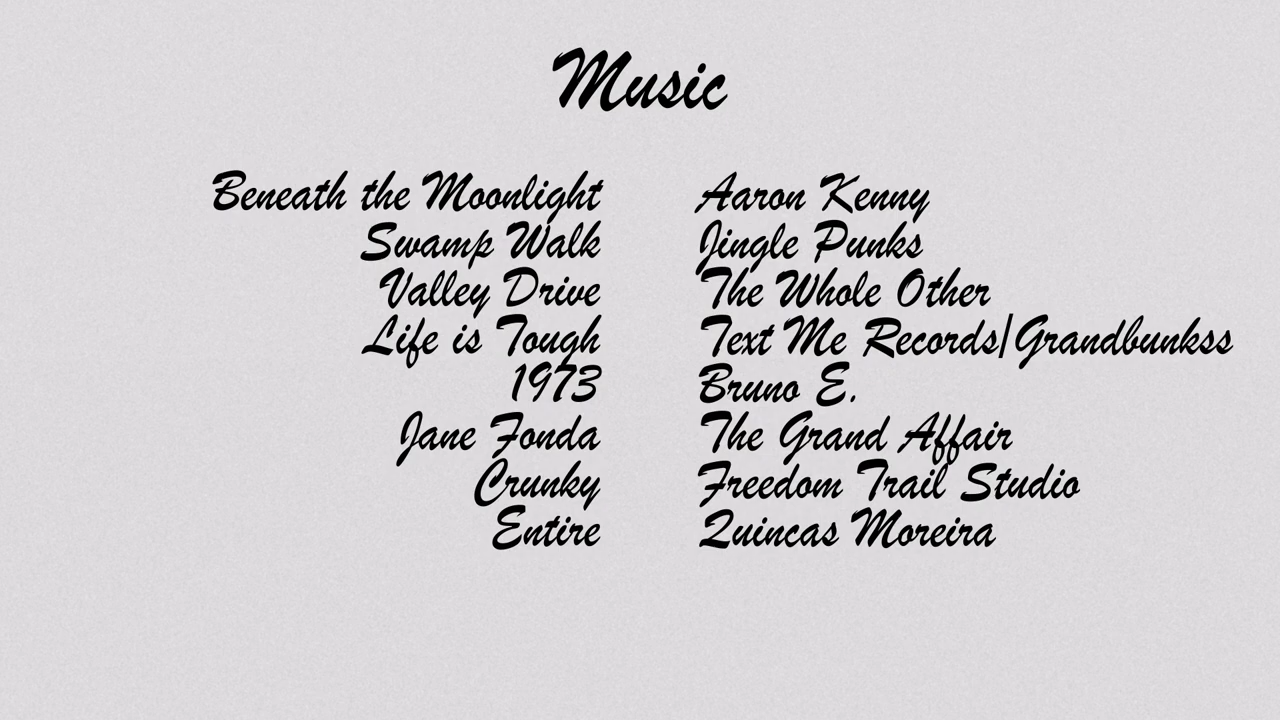 Music
Beneath the Moonlight Aaron Kenny
Swamp Walk Jingle Punks
Valley Drive The Whole Other
Life is Tough Text Me Records/Grandbunkss
1973 Bruno E.
Jane Fonda The Grand Affair
Crunky Freedom Trail Studio
Entire Quincas Moreira